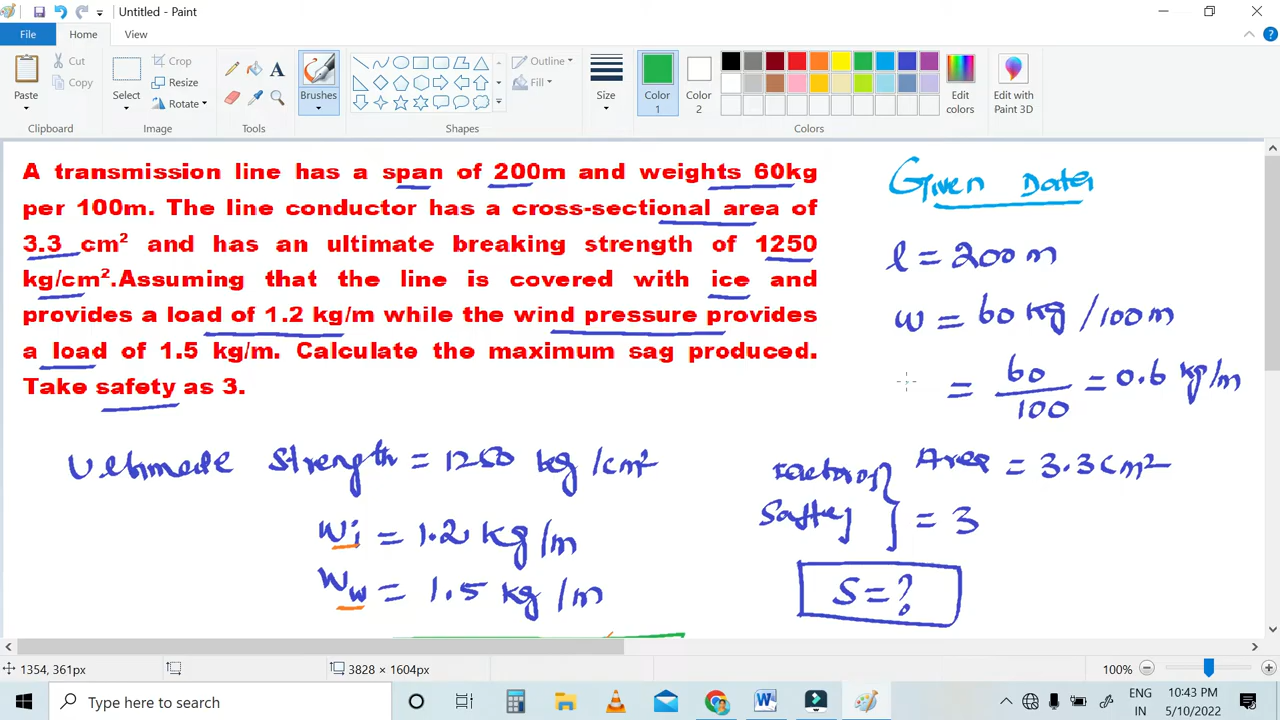 Untitled - Paint
File
Home
View
Paste
Cut
Copy
Clipboard
Select
Crop
Resize
Rotate
Image
A
Tools
Brushes
Outline
Fill
Shapes
Size
Color
1
Color
2
Edit
colors
Edit with
Paint 3D
Colors
A transmission line has a span of 200m and weights 60kg
per 100m. The line conductor has a cross-sectional area of
3.3 cm² and has an ultimate breaking strength of 1250
kg/cm².Assuming that the line is covered with ice and
provides a load of 1.2 kg/m while the wind pressure provides
a load of 1.5 kg/m. Calculate the maximum sag produced.
Take safety as 3.
Given Data
l = 200 m
w = 60 kg /100m
= 60/100 = 0.6 kg/m
Ultimate Strength = 1250 kg /cm²
Area = 3.3 cm²
Wi = 1.2 kg /m
Ww = 1.5 kg /m
Factor of
Saftey } = 3
S = ?
1354, 361px
3828 × 1604px
100%
Type here to search
ENG
IN
10:43 PM
5/10/2022